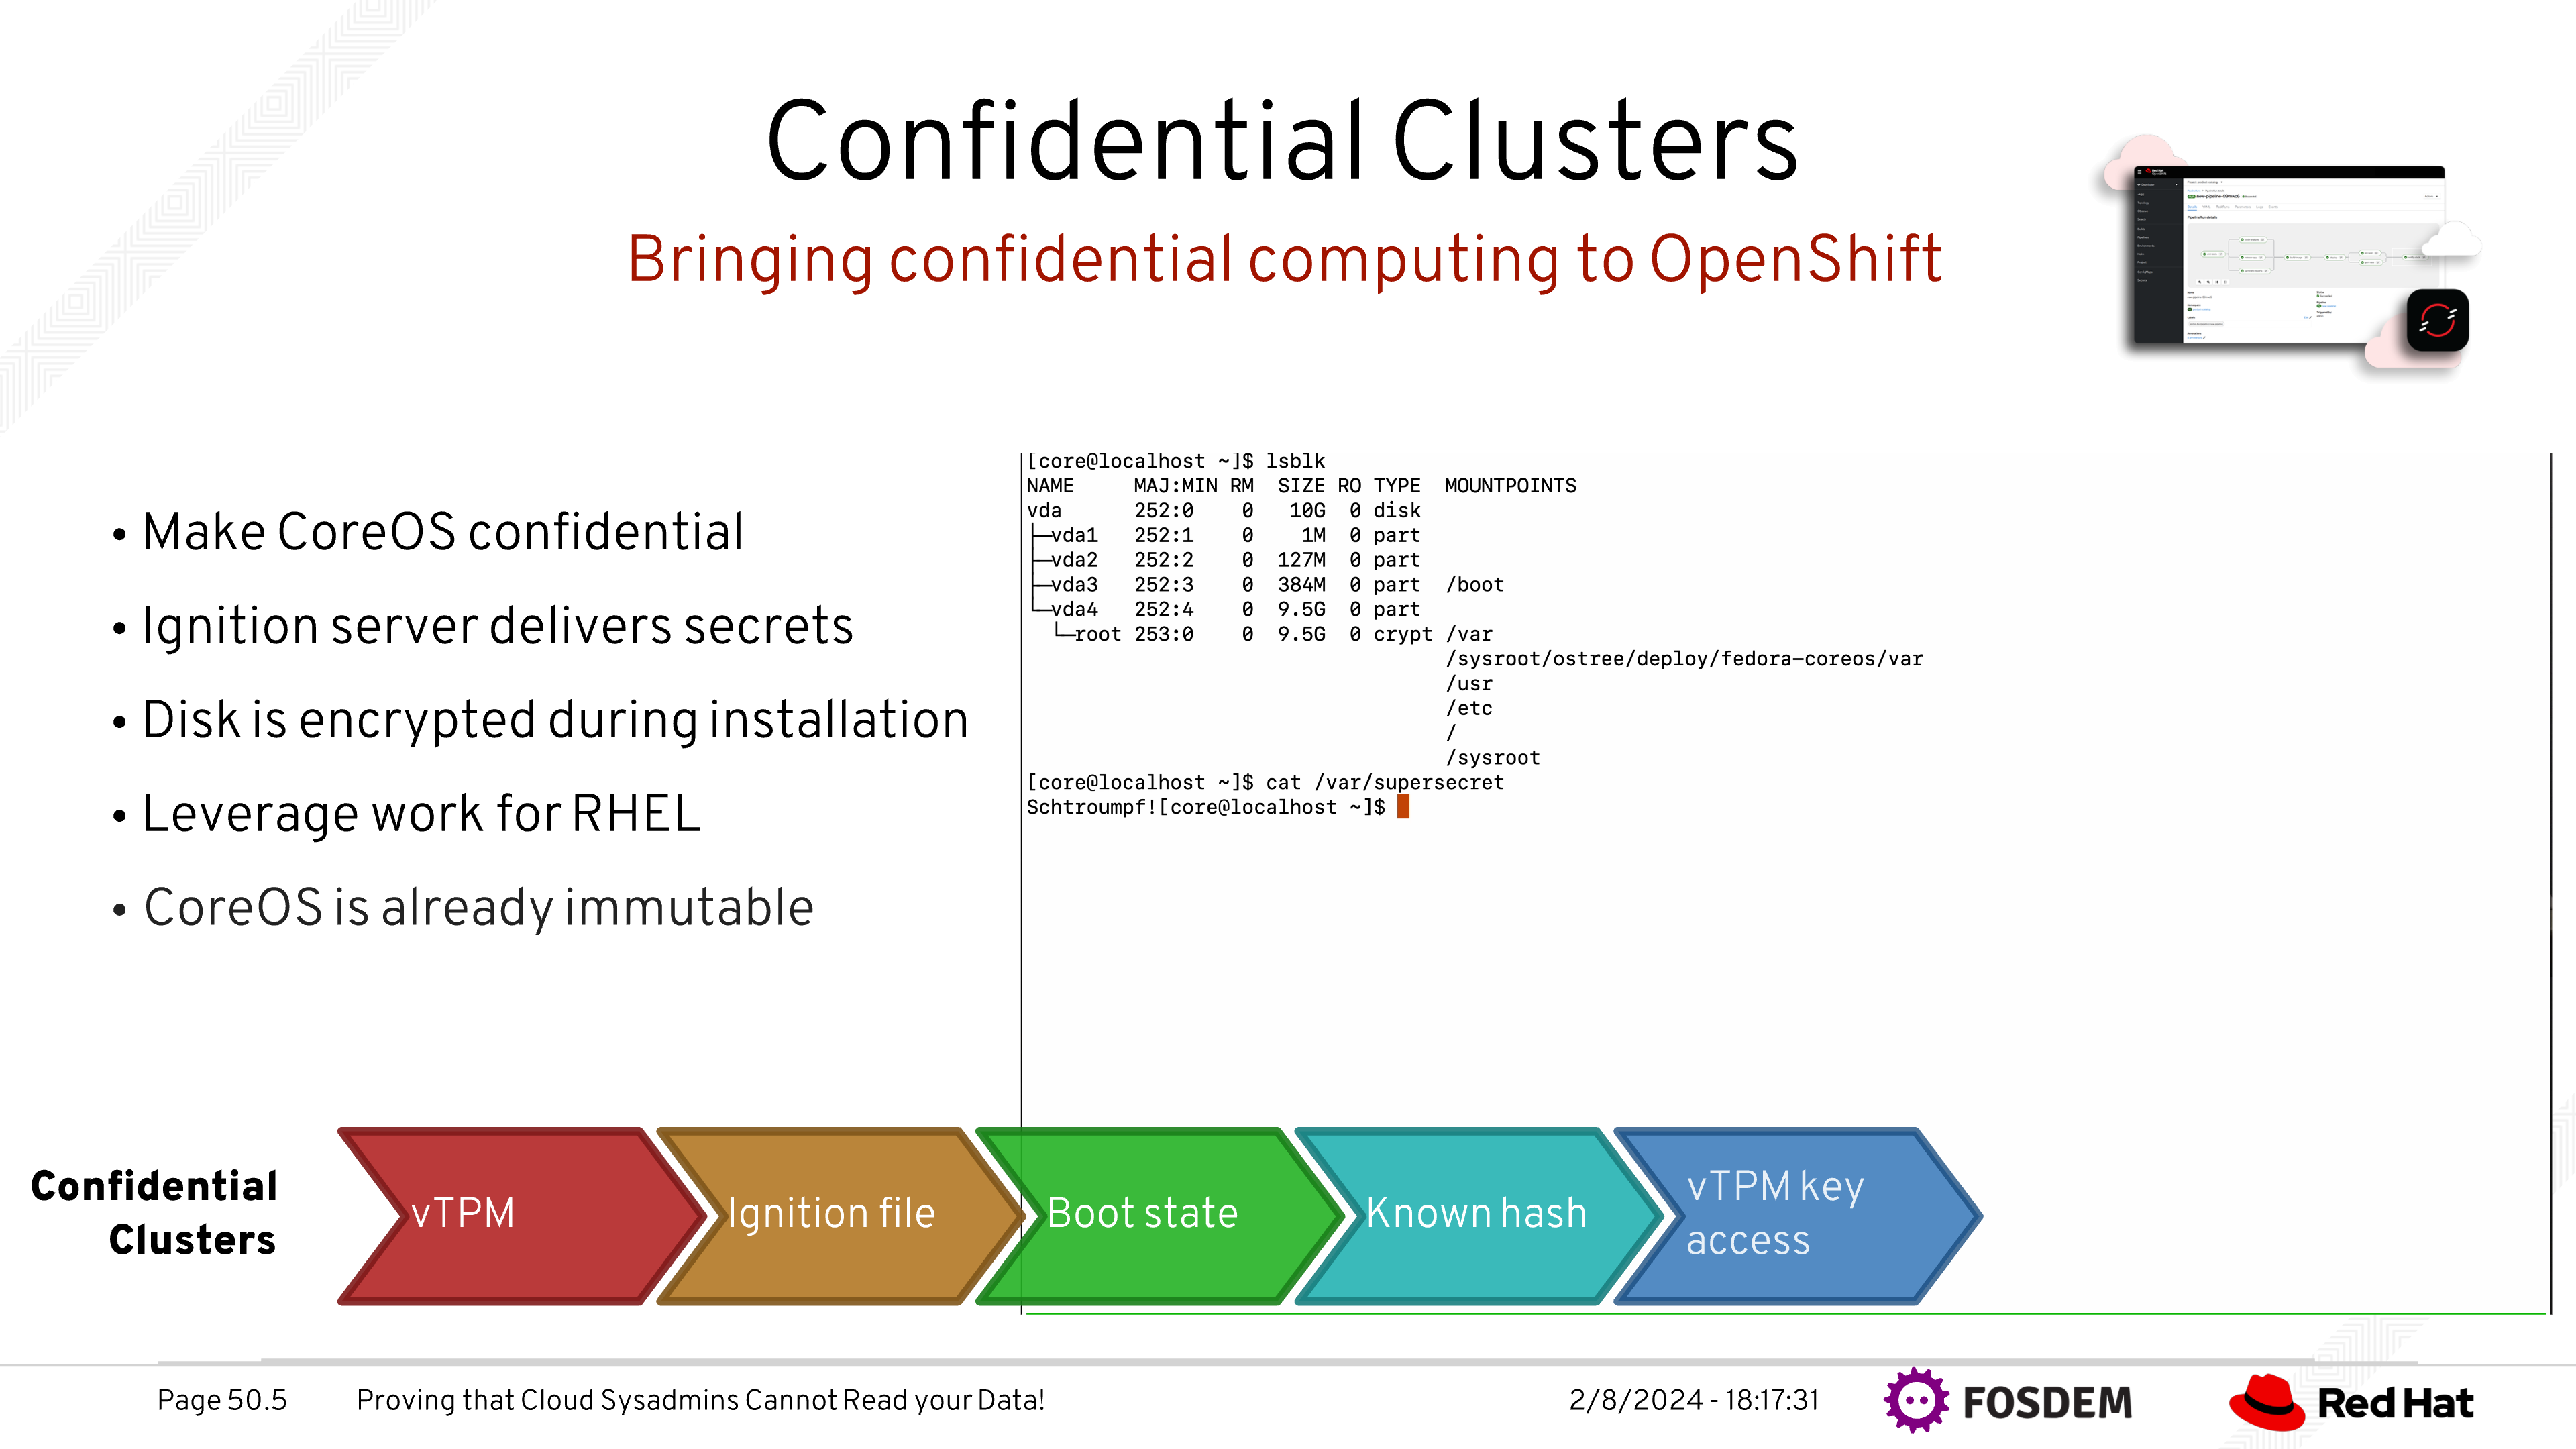 Confidential Clusters
Bringing confidential computing to OpenShift
• Make CoreOS confidential
• Ignition server delivers secrets
• Disk is encrypted during installation
• Leverage work for RHEL
• CoreOS is already immutable
[core@localhost ~]$ lsblk
NAME     MAJ:MIN RM  SIZE RO TYPE  MOUNTPOINTS
vda      252:0    0   10G  0 disk
├─vda1   252:1    0    1M  0 part
├─vda2   252:2    0  127M  0 part
├─vda3   252:3    0  384M  0 part  /boot
└─vda4   252:4    0  9.5G  0 part
  └─root 253:0    0  9.5G  0 crypt /var
/sysroot/ostree/deploy/fedora-coreos/var
/usr
/etc
/
/sysroot
[core@localhost ~]$ cat /var/supersecret
Schtroumpf![core@localhost ~]$
Confidential
Clusters
vTPM
Ignition file
Boot state
Known hash
vTPM key
access
Page 50.5
Proving that Cloud Sysadmins Cannot Read your Data!
2/8/2024 - 18:17:31
FOSDEM
Red Hat